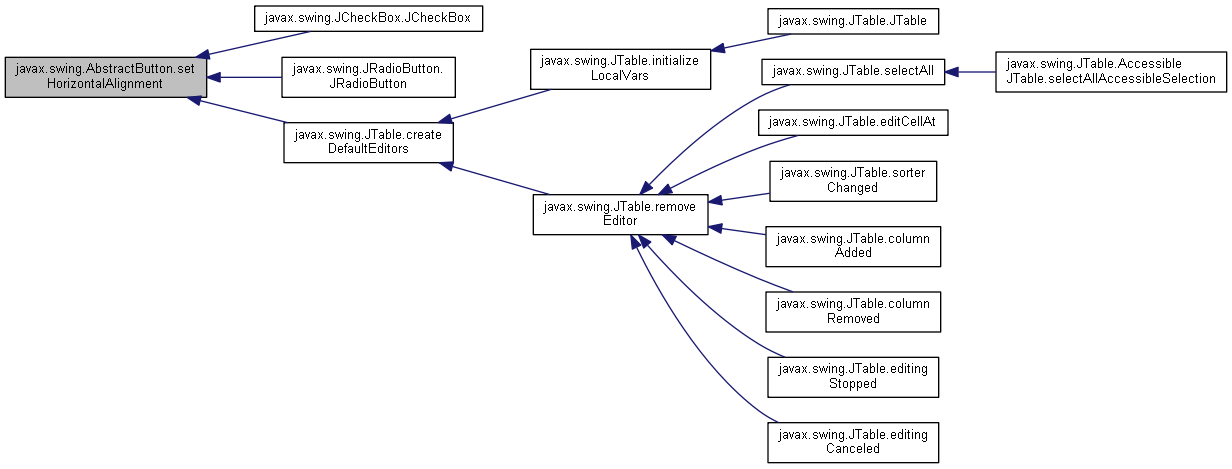 javax.swing.AbstractButton.set
HorizontalAlignment
javax.swing.JCheckBox.JCheckBox
javax.swing.JRadioButton.
JRadioButton
javax.swing.JTable.create
DefaultEditors
javax.swing.JTable.initialize
LocalVars
javax.swing.JTable.JTable
javax.swing.JTable.remove
Editor
javax.swing.JTable.selectAll
javax.swing.JTable.Accessible
JTable.selectAllAccessibleSelection
javax.swing.JTable.editCellAt
javax.swing.JTable.sorter
Changed
javax.swing.JTable.column
Added
javax.swing.JTable.column
Removed
javax.swing.JTable.editing
Stopped
javax.swing.JTable.editing
Canceled